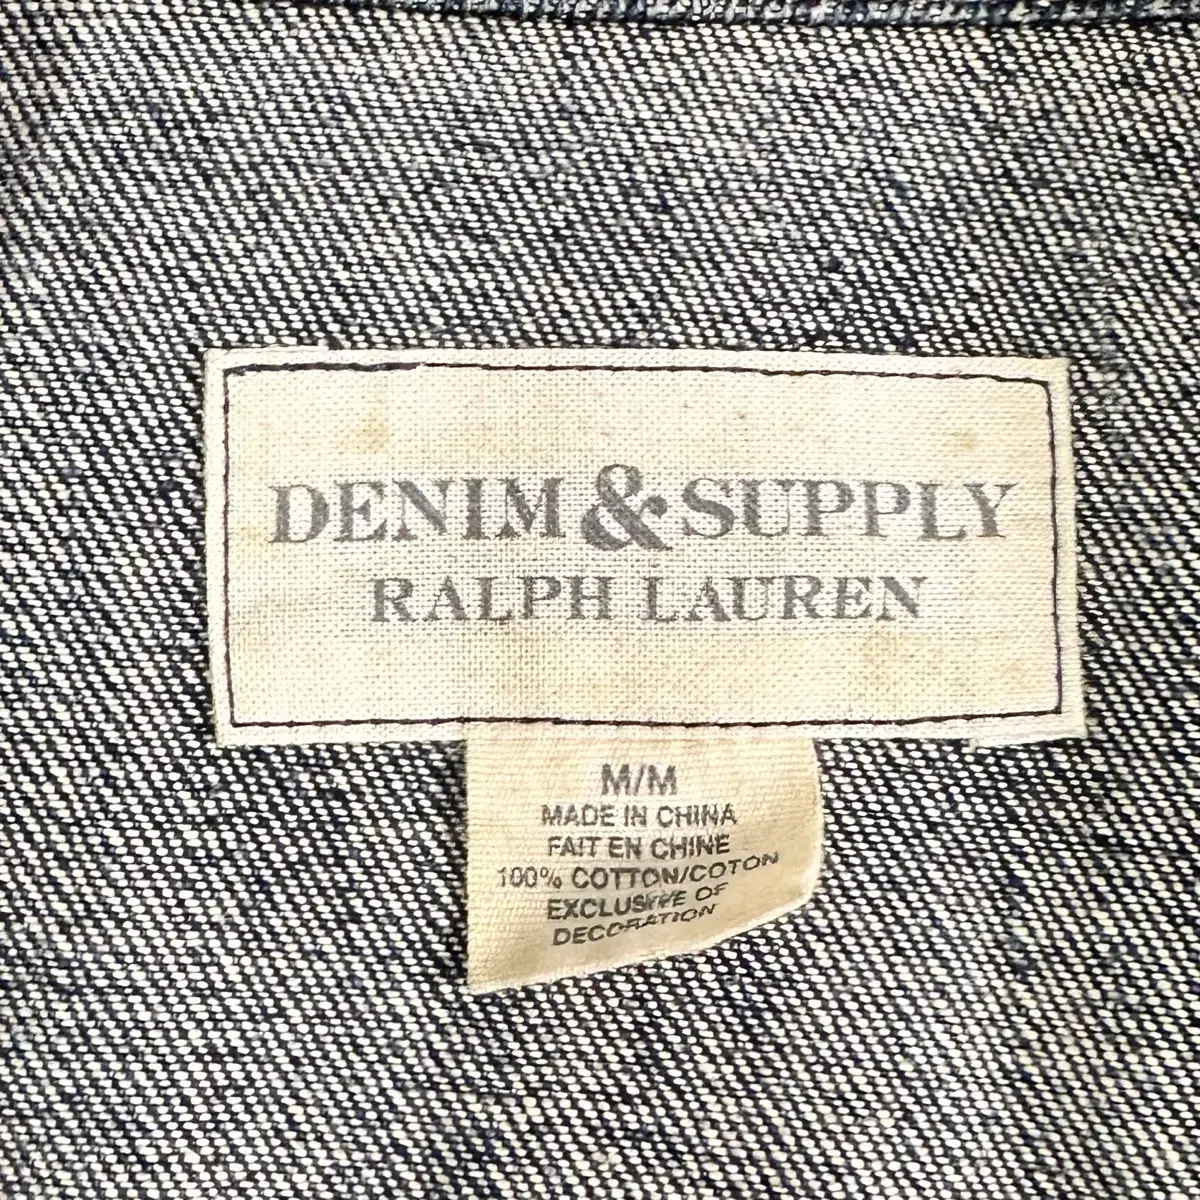 DENIM & SUPPLY
RALPH LAUREN
M/M
MADE IN CHINA
FAIT EN CHINE
100% COTTON/COTON
EXCLUSIVE OF
DECORATION